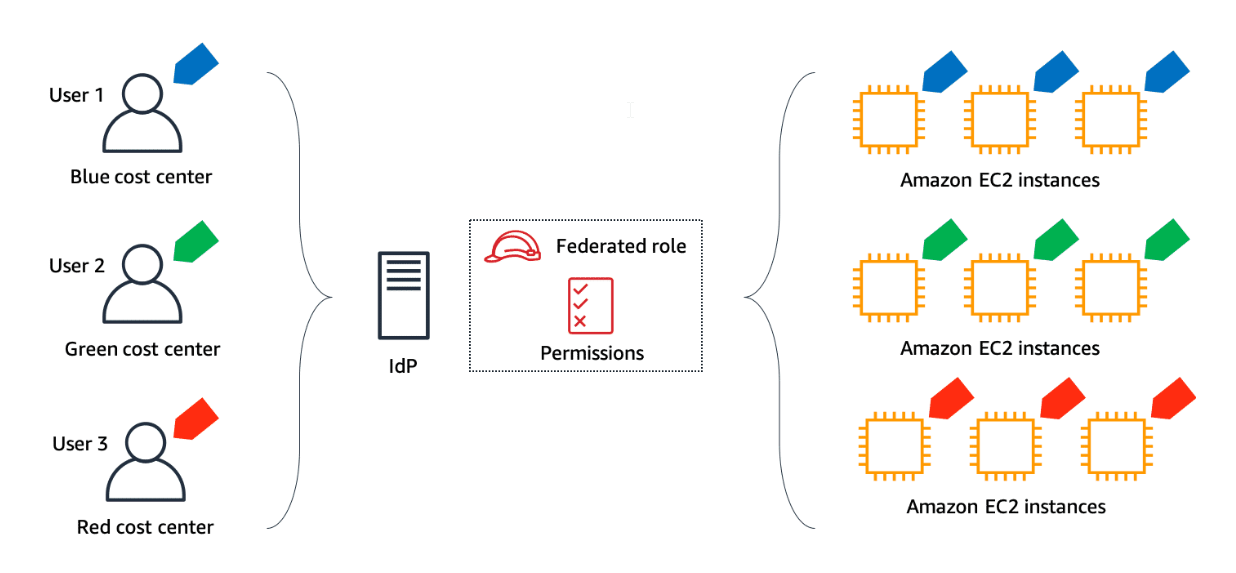 User 1
Blue cost center
User 2
Green cost center
User 3
Red cost center
IdP
Federated role
Permissions
Amazon EC2 instances
Amazon EC2 instances
Amazon EC2 instances